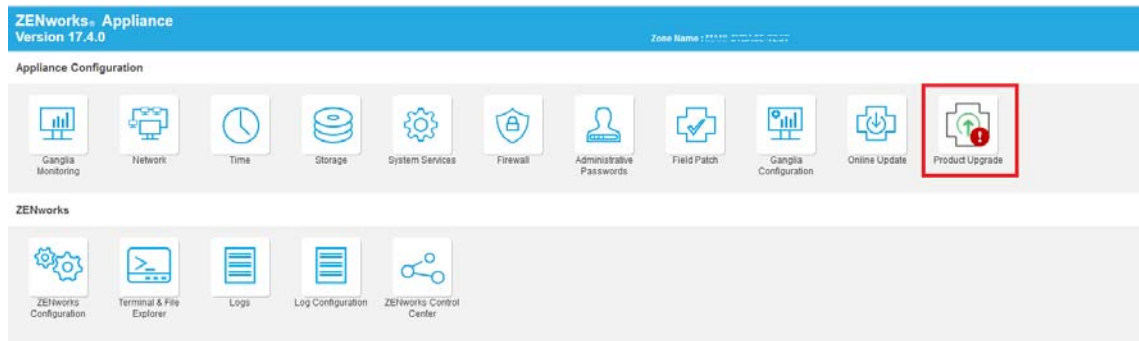 ZENworks® Appliance
Version 17.4.0
Zone Name :
Appliance Configuration
Ganglia
Monitoring
Network
Time
Storage
System Services
Firewall
Administrative
Passwords
Field Patch
Ganglia
Configuration
Online Update
Product Upgrade
ZENworks
ZENworks
Configuration
Terminal & File
Explorer
Logs
Log Configuration
ZENworks Control
Center